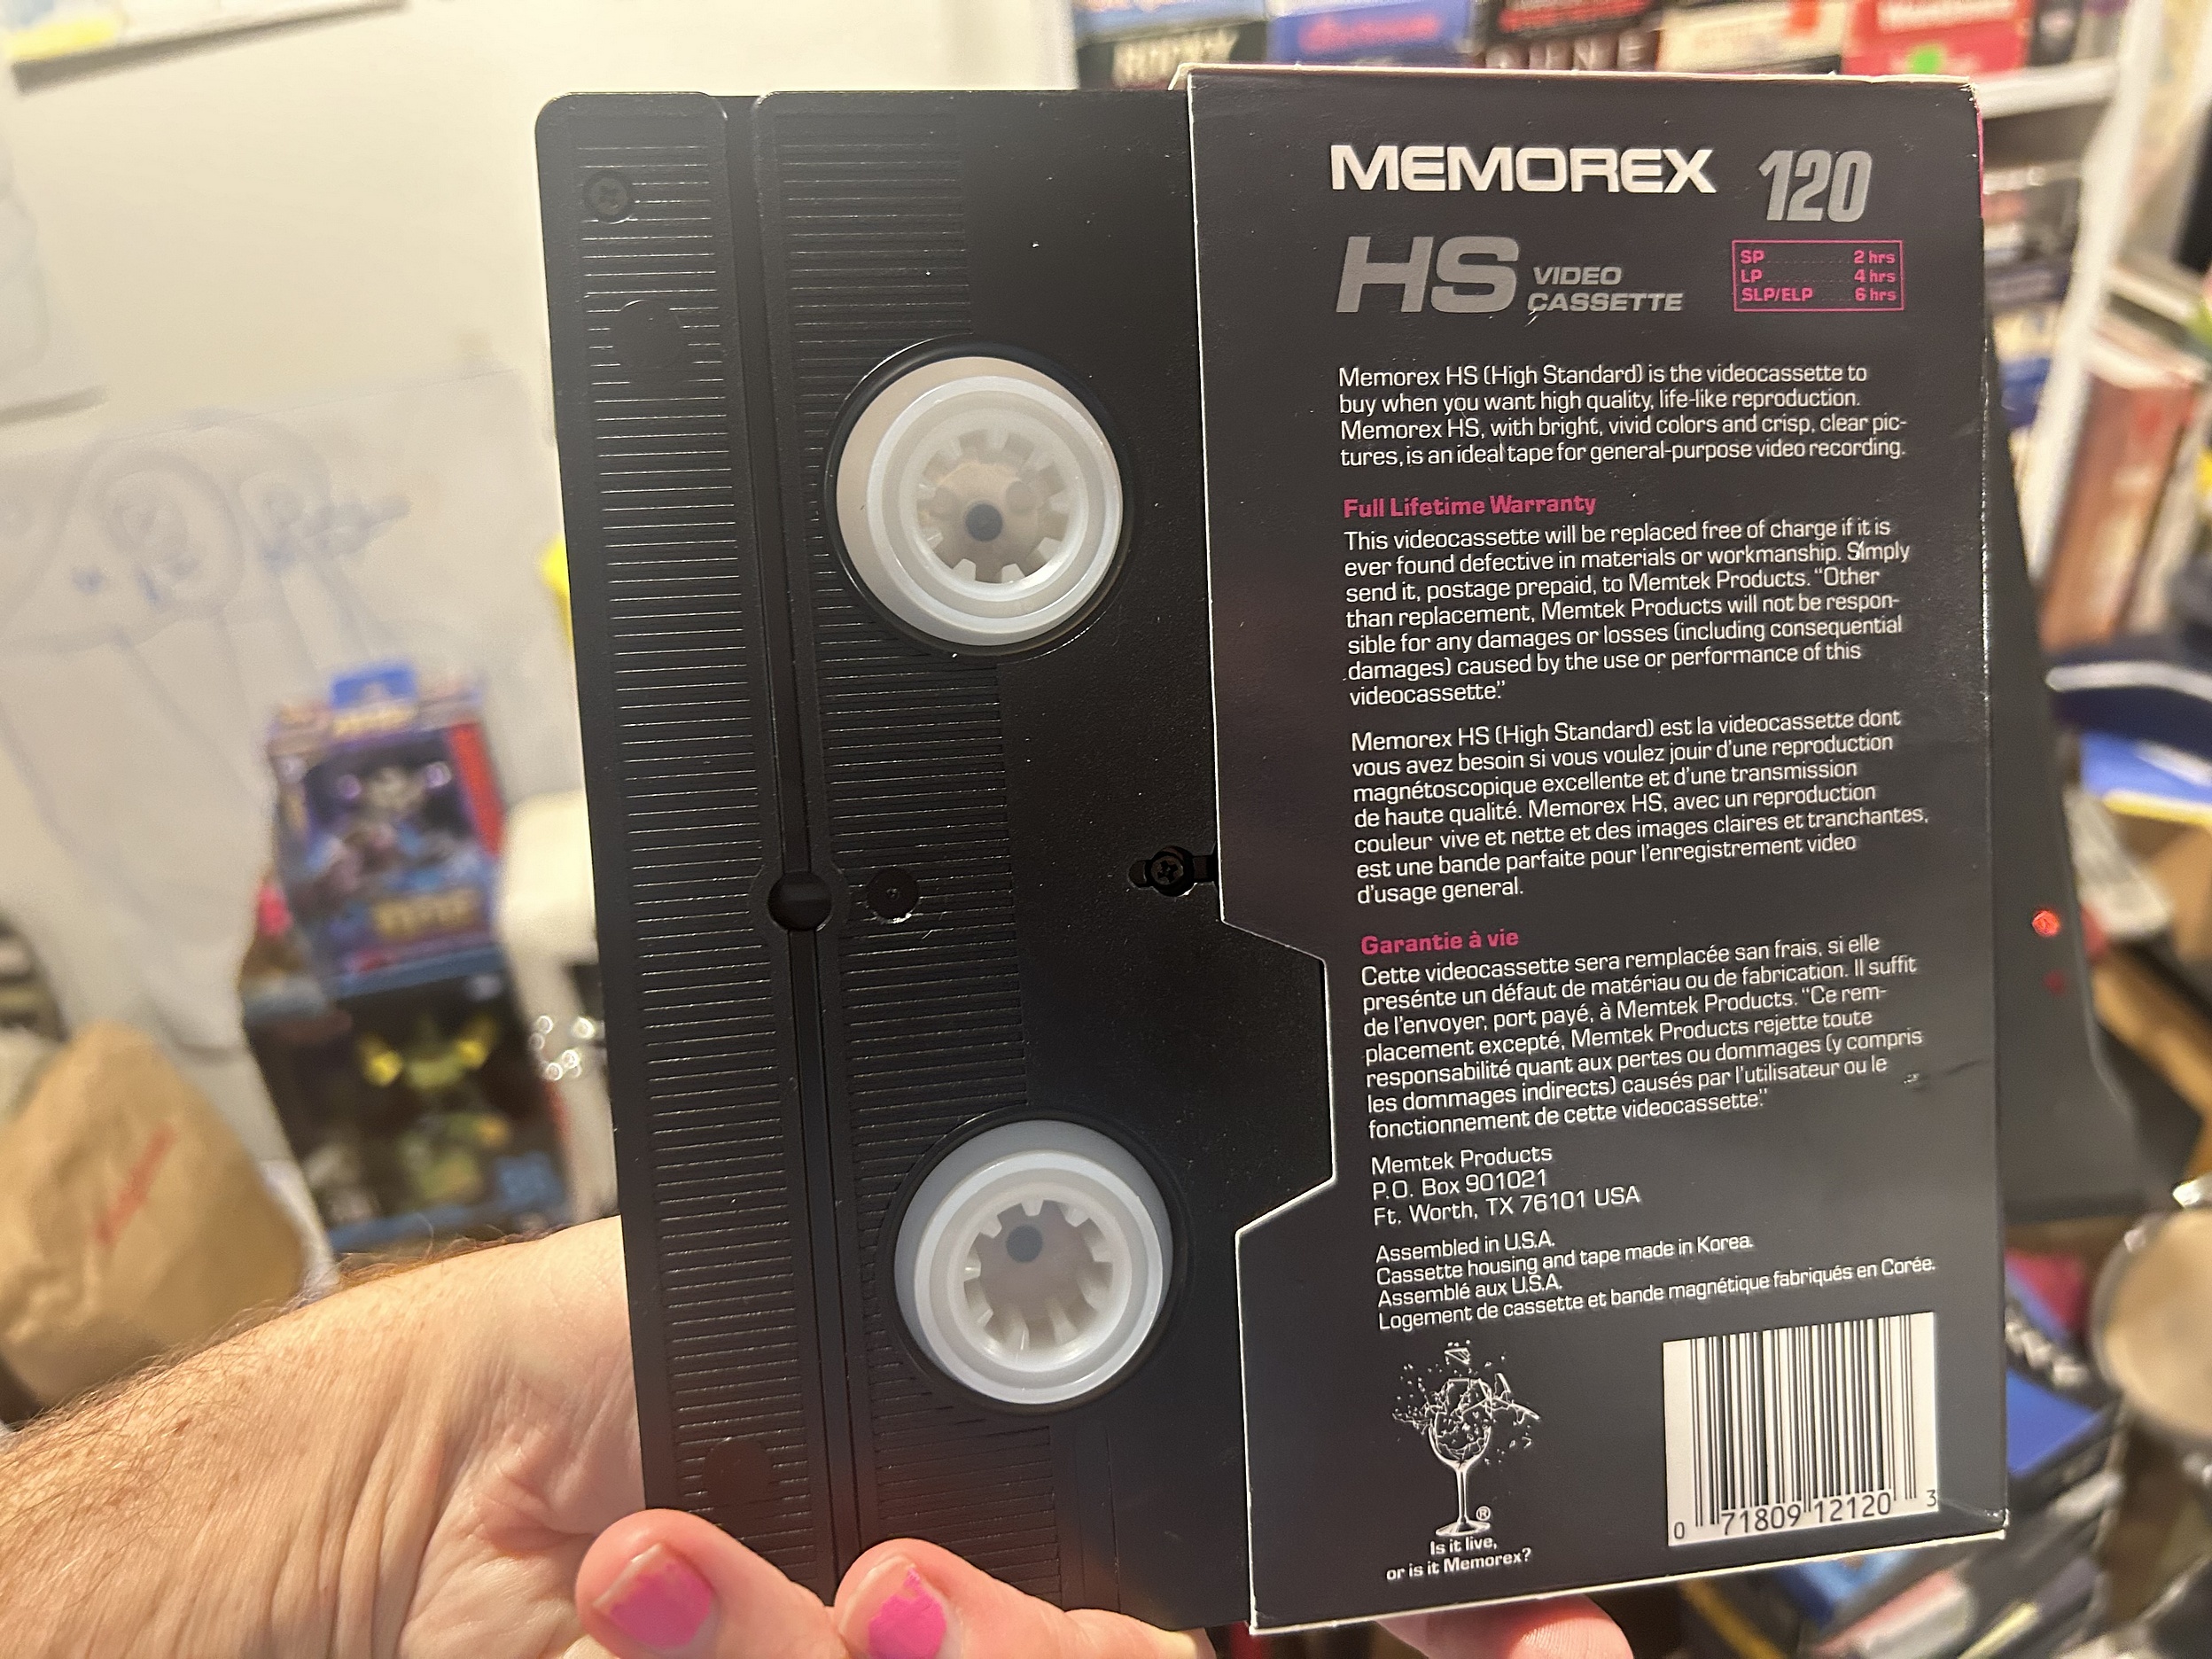 MEMOREX 120
HS VIDEO
CASSETTE
SP 2 hrs
LP 4 hrs
SLP/ELP 6 hrs
Memorex HS (High Standard) is the videocassette to
buy when you want high quality, life-like reproduction.
Memorex HS, with bright, vivid colors and crisp, clear pic-
tures, is an ideal tape for general-purpose video recording.
Full Lifetime Warranty
This videocassette will be replaced free of charge if it is
ever found defective in materials or workmanship. Simply
send it, postage prepaid, to Memtek Products. “Other
than replacement, Memtek Products will not be respon-
sible for any damages or losses (including consequential
damages) caused by the use or performance of this
videocassette.”
Memorex HS (High Standard) est la videocassette dont
vous avez besoin si vous voulez jouir d'une reproduction
magnétoscopique excellente et d'une transmission
de haute qualité. Memorex HS, avec un reproduction
couleur vive et nette et des images claires et tranchantes,
est une bande parfaite pour l'enregistrement video
d'usage general.
Garantie à vie
Cette videocassette sera remplacée san frais, si elle
presénte un défaut de matériau ou de fabrication. Il suffit
de l'envoyer, port payé, à Memtek Products. “Ce rem-
placement excepté, Memtek Products rejette toute
responsabilité quant aux pertes ou dommages (y compris
les dommages indirects) causés par l'utilisateur ou le
fonctionnement de cette videocassette.”
Memtek Products
P.O. Box 901021
Ft. Worth, TX 76101 USA
Assembled in U.S.A.
Cassette housing and tape made in Korea.
Assemblé aux U.S.A.
Logement de cassette et bande magnétique fabriqués en Corée.
®
Is it live,
or is it Memorex?
0 71809 12120 3